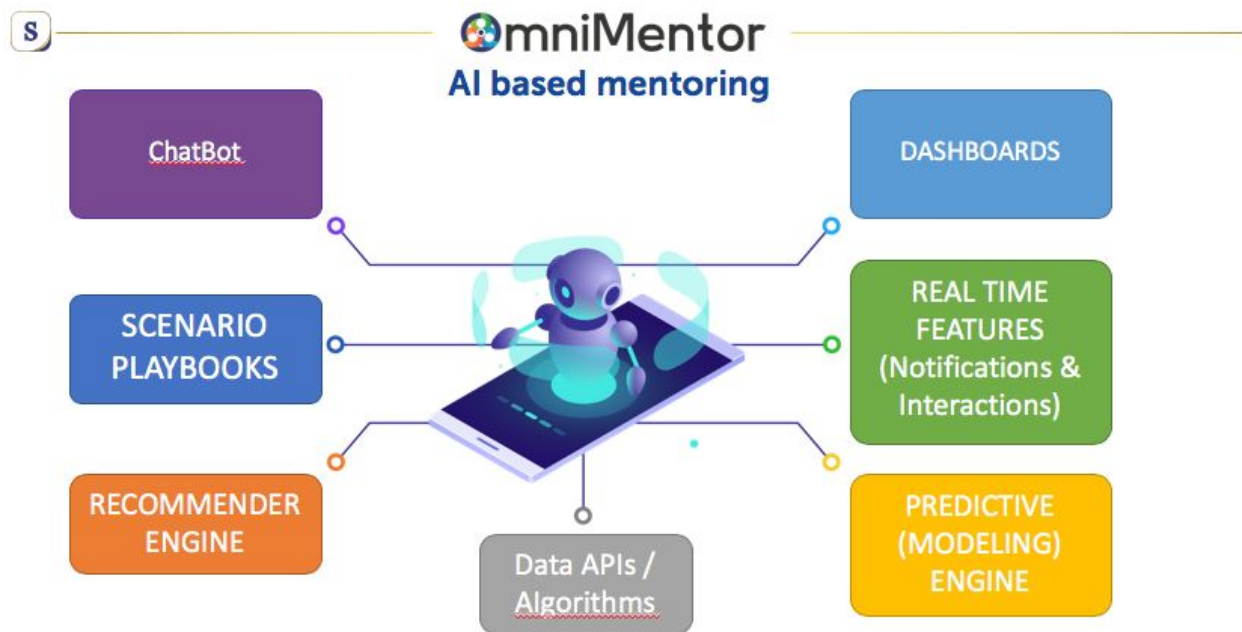 S
OmniMentor
AI based mentoring
ChatBot
DASHBOARDS
SCENARIO
PLAYBOOKS
REAL TIME
FEATURES
(Notifications &
Interactions)
RECOMMENDER
ENGINE
Data APIs /
Algorithms
PREDICTIVE
(MODELING)
ENGINE